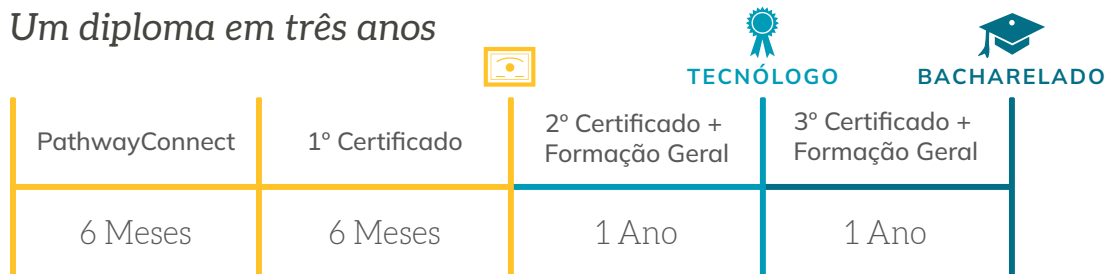 Um diploma em três anos
TECNÓLOGO
BACHARELADO
PathwayConnect
1º Certificado
2º Certificado +
Formação Geral
3º Certificado +
Formação Geral
6 Meses
6 Meses
1 Ano
1 Ano